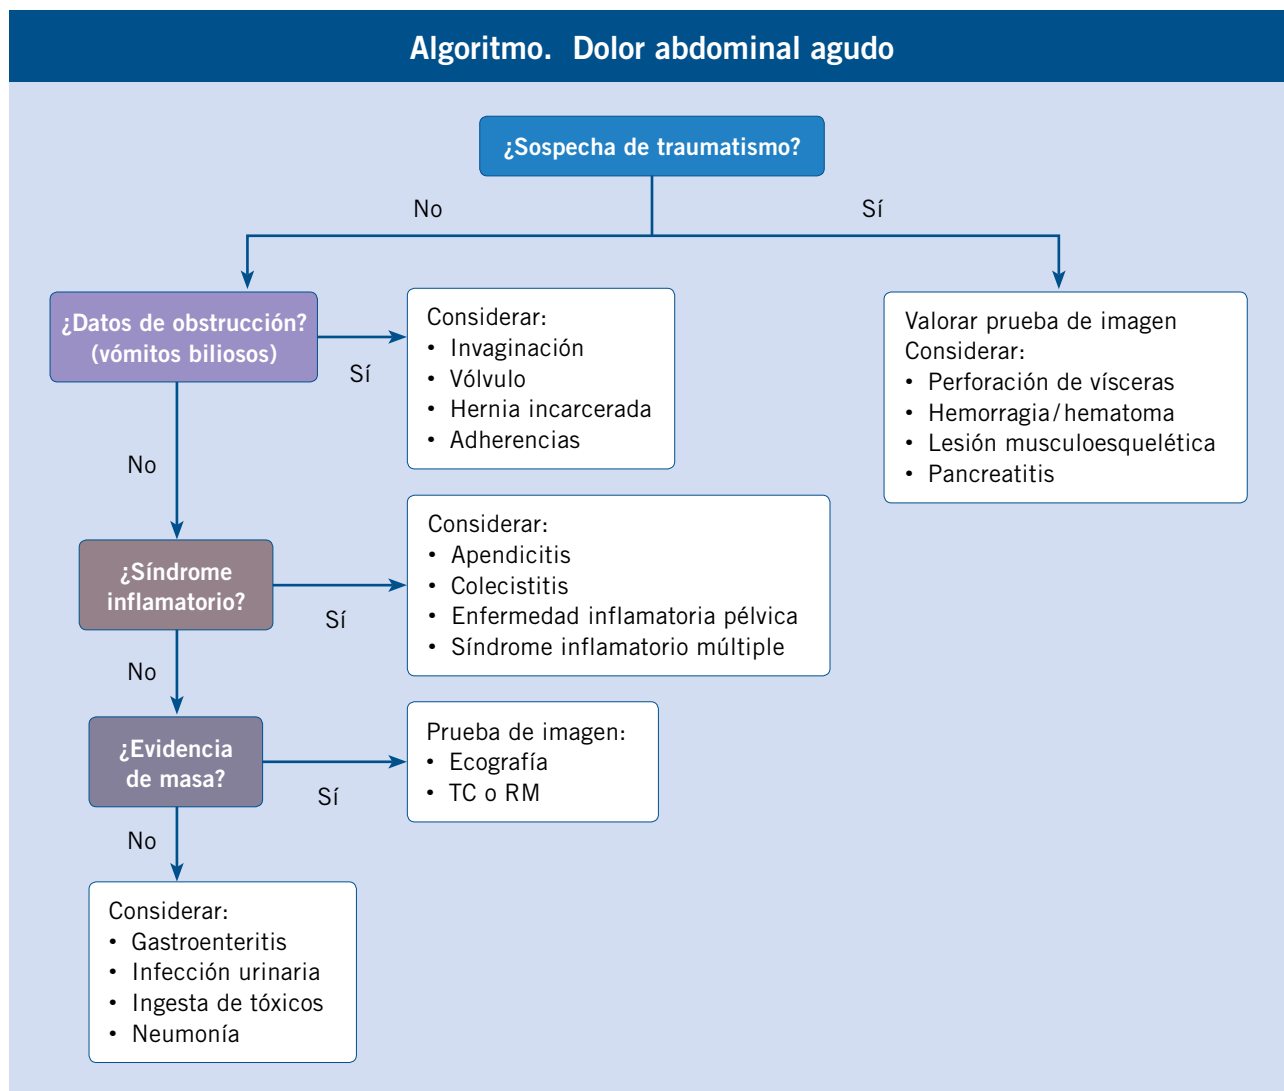 Algoritmo. Dolor abdominal agudo
¿Sospecha de traumatismo?
No
Sí
¿Datos de obstrucción?
(vómitos biliosos)
Sí
Considerar:
• Invaginación
• Vólvulo
• Hernia incarcerada
• Adherencias
Valorar prueba de imagen
Considerar:
• Perforación de vísceras
• Hemorragia/hematoma
• Lesión musculoesquelética
• Pancreatitis
No
¿Síndrome
inflamatorio?
Sí
Considerar:
• Apendicitis
• Colecistitis
• Enfermedad inflamatoria pélvica
• Síndrome inflamatorio múltiple
No
¿Evidencia
de masa?
Sí
Prueba de imagen:
• Ecografía
• TC o RM
No
Considerar:
• Gastroenteritis
• Infección urinaria
• Ingesta de tóxicos
• Neumonía